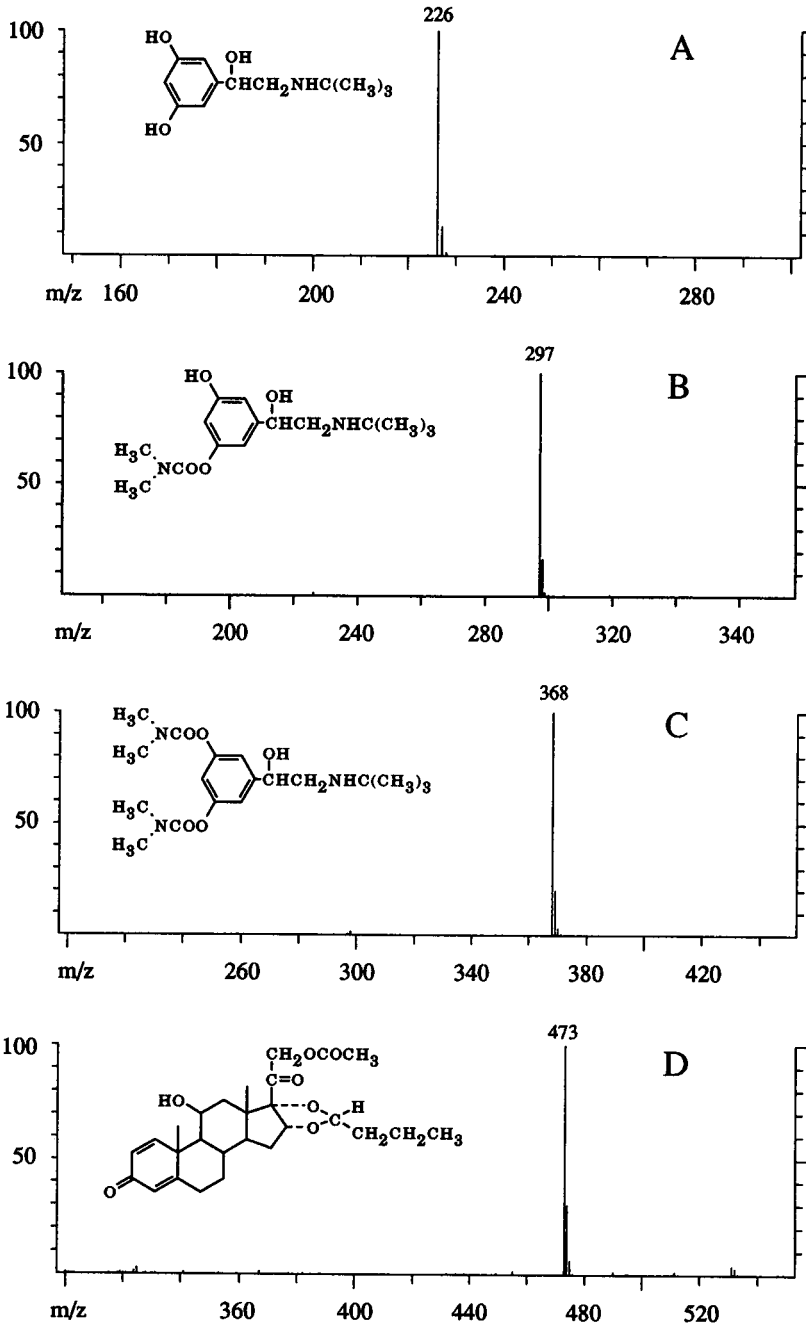 226
100
A
HO
OH
CHCH2NHC(CH3)3
HO
50
m/z 160 200 240 280
297
100
B
HO
OH
CHCH2NHC(CH3)3
H3C
NCOO
H3C
50
m/z 200 240 280 320 340
368
100
C
H3C
NCOO
H3C
OH
CHCH2NHC(CH3)3
H3C
NCOO
H3C
50
m/z 260 300 340 380 420
473
100
D
CH2OCOCH3
C=O
HO
O
H
C
O
CH2CH2CH3
50
O
m/z 360 400 440 480 520